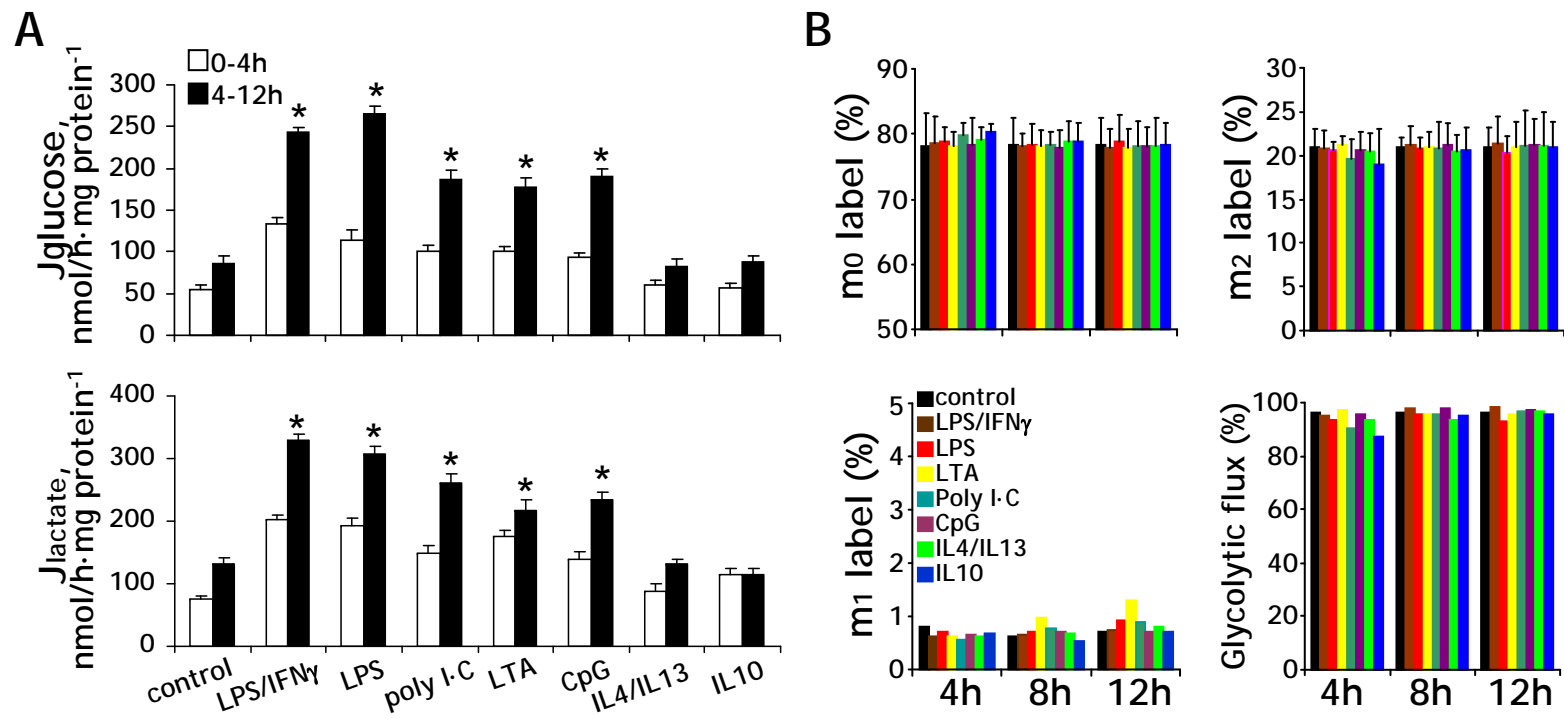 A
0-4h
4-12h
Jglucose,
nmol/h·mg protein-1
300
250
200
150
100
50
0
*
*
*
*
*
Jlactate,
nmol/h·mg protein-1
400
300
200
100
0
*
*
*
*
*
control
LPS/IFNγ
LPS
poly I·C
LTA
CpG
IL4/IL13
IL10
B
m0 label (%)
90
80
70
60
50
m2 label (%)
30
25
20
15
10
5
0
m1 label (%)
5
4
3
2
1
0
control
LPS/IFNγ
LPS
LTA
Poly I·C
CpG
IL4/IL13
IL10
4h 8h 12h
Glycolytic flux (%)
100
80
60
40
20
0
4h 8h 12h